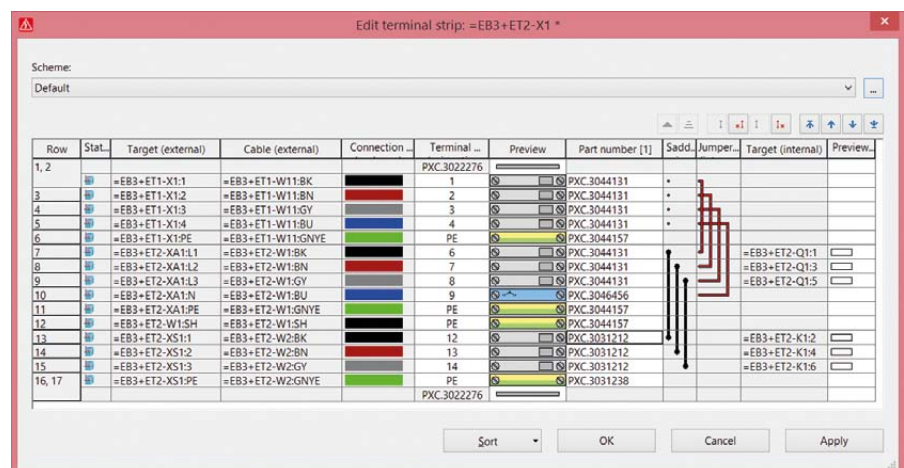 Edit terminal strip: =EB3+ET2-X1 *
Scheme:
Default
...
Row Stat... Target (external) Cable (external) Connection ... Terminal ... Preview Part number [1] Sadd... Jumper... Target (internal) Preview...
1, 2 PXC.3022276
=EB3+ET1-X1:1 =EB3+ET1-W11:BK 1 PXC.3044131
3 =EB3+ET1-X1:2 =EB3+ET1-W11:BN 2 PXC.3044131
4 =EB3+ET1-X1:3 =EB3+ET1-W11:GY 3 PXC.3044131
5 =EB3+ET1-X1:4 =EB3+ET1-W11:BU 4 PXC.3044131
6 =EB3+ET1-X1:PE =EB3+ET1-W11:GNYE PE PXC.3044157
7 =EB3+ET2-XA1:L1 =EB3+ET2-W1:BK 6 PXC.3044131 =EB3+ET2-Q1:1
8 =EB3+ET2-XA1:L2 =EB3+ET2-W1:BN 7 PXC.3044131 =EB3+ET2-Q1:3
9 =EB3+ET2-XA1:L3 =EB3+ET2-W1:GY 8 PXC.3044131 =EB3+ET2-Q1:5
10 =EB3+ET2-XA1:N =EB3+ET2-W1:BU 9 PXC.3046456
11 =EB3+ET2-XA1:PE =EB3+ET2-W1:GNYE PE PXC.3044157
12 =EB3+ET2-W1:SH =EB3+ET2-W1:SH PE PXC.3044157
13 =EB3+ET2-XS1:1 =EB3+ET2-W2:BK 12 PXC.3031212 =EB3+ET2-K1:2
14 =EB3+ET2-XS1:2 =EB3+ET2-W2:BN 13 PXC.3031212 =EB3+ET2-K1:4
15 =EB3+ET2-XS1:3 =EB3+ET2-W2:GY 14 PXC.3031212 =EB3+ET2-K1:6
16, 17 =EB3+ET2-XS1:PE =EB3+ET2-W2:GNYE PE PXC.3031238
PXC.3022276
Sort OK Cancel Apply